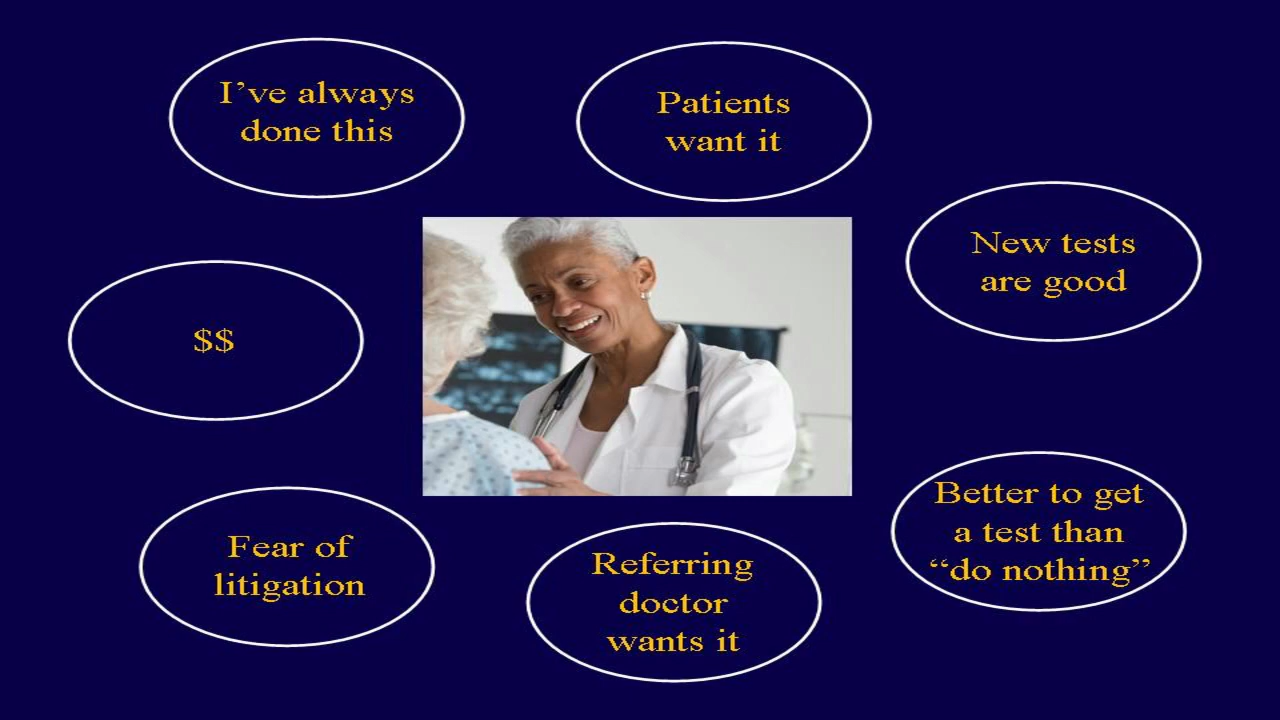 I’ve always
done this
Patients
want it
New tests
are good
$$
Better to get
a test than
“do nothing”
Fear of
litigation
Referring
doctor
wants it